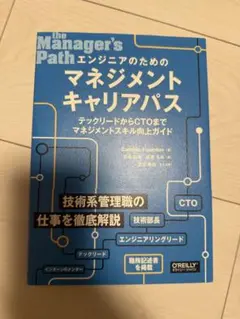 the
Manager's
Path
エンジニアのための
マネジメント
キャリアパス
テックリードからCTOまで
マネジメントスキル向上ガイド
技術系管理職の
仕事を徹底解説
CTO
技術部長
エンジニアリングリード
テックリード
職務記述書
を掲載
O'REILLY